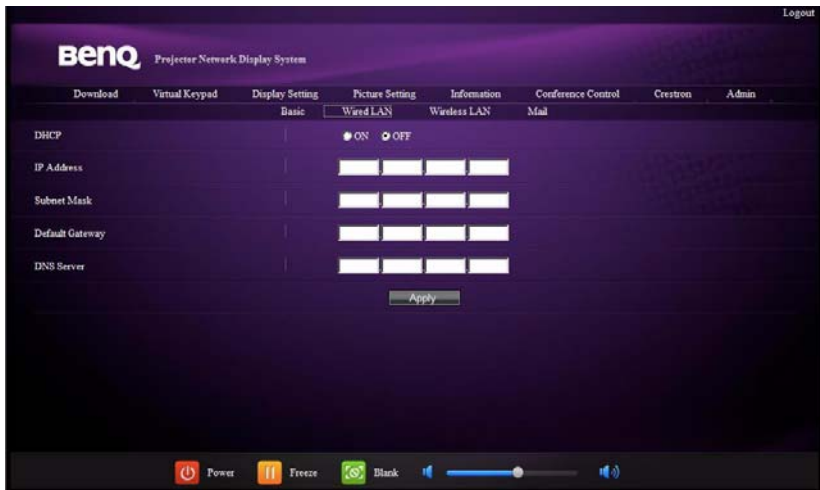 Logout
BenQ Projector Network Display System
Download Virtual Keypad Display Setting Picture Setting Information Conference Control Crestron Admin
Basic Wired LAN Wireless LAN Mail
DHCP ON OFF
IP Address
Subnet Mask
Default Gateway
DNS Server
Apply
Power Freeze Blank